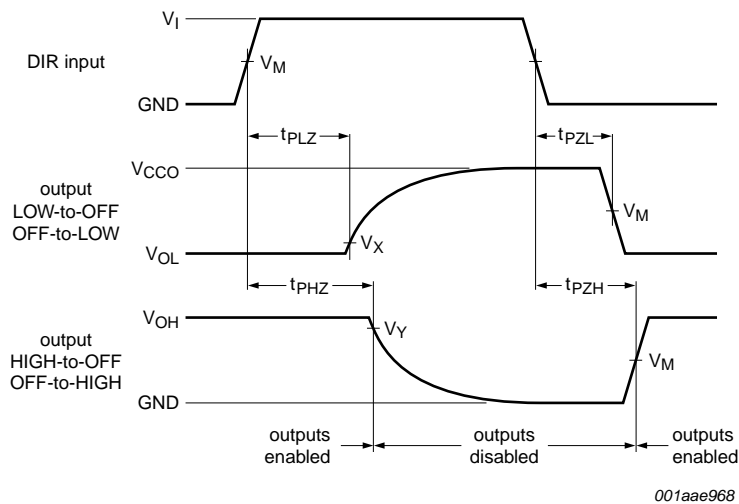 V_I
DIR input
V_M
GND
t_PLZ
t_PZL
V_CCO
output
LOW-to-OFF
OFF-to-LOW
V_M
V_X
V_OL
t_PHZ
t_PZH
V_OH
V_Y
output
HIGH-to-OFF
OFF-to-HIGH
V_M
GND
outputs
enabled
outputs
disabled
outputs
enabled
001aae968